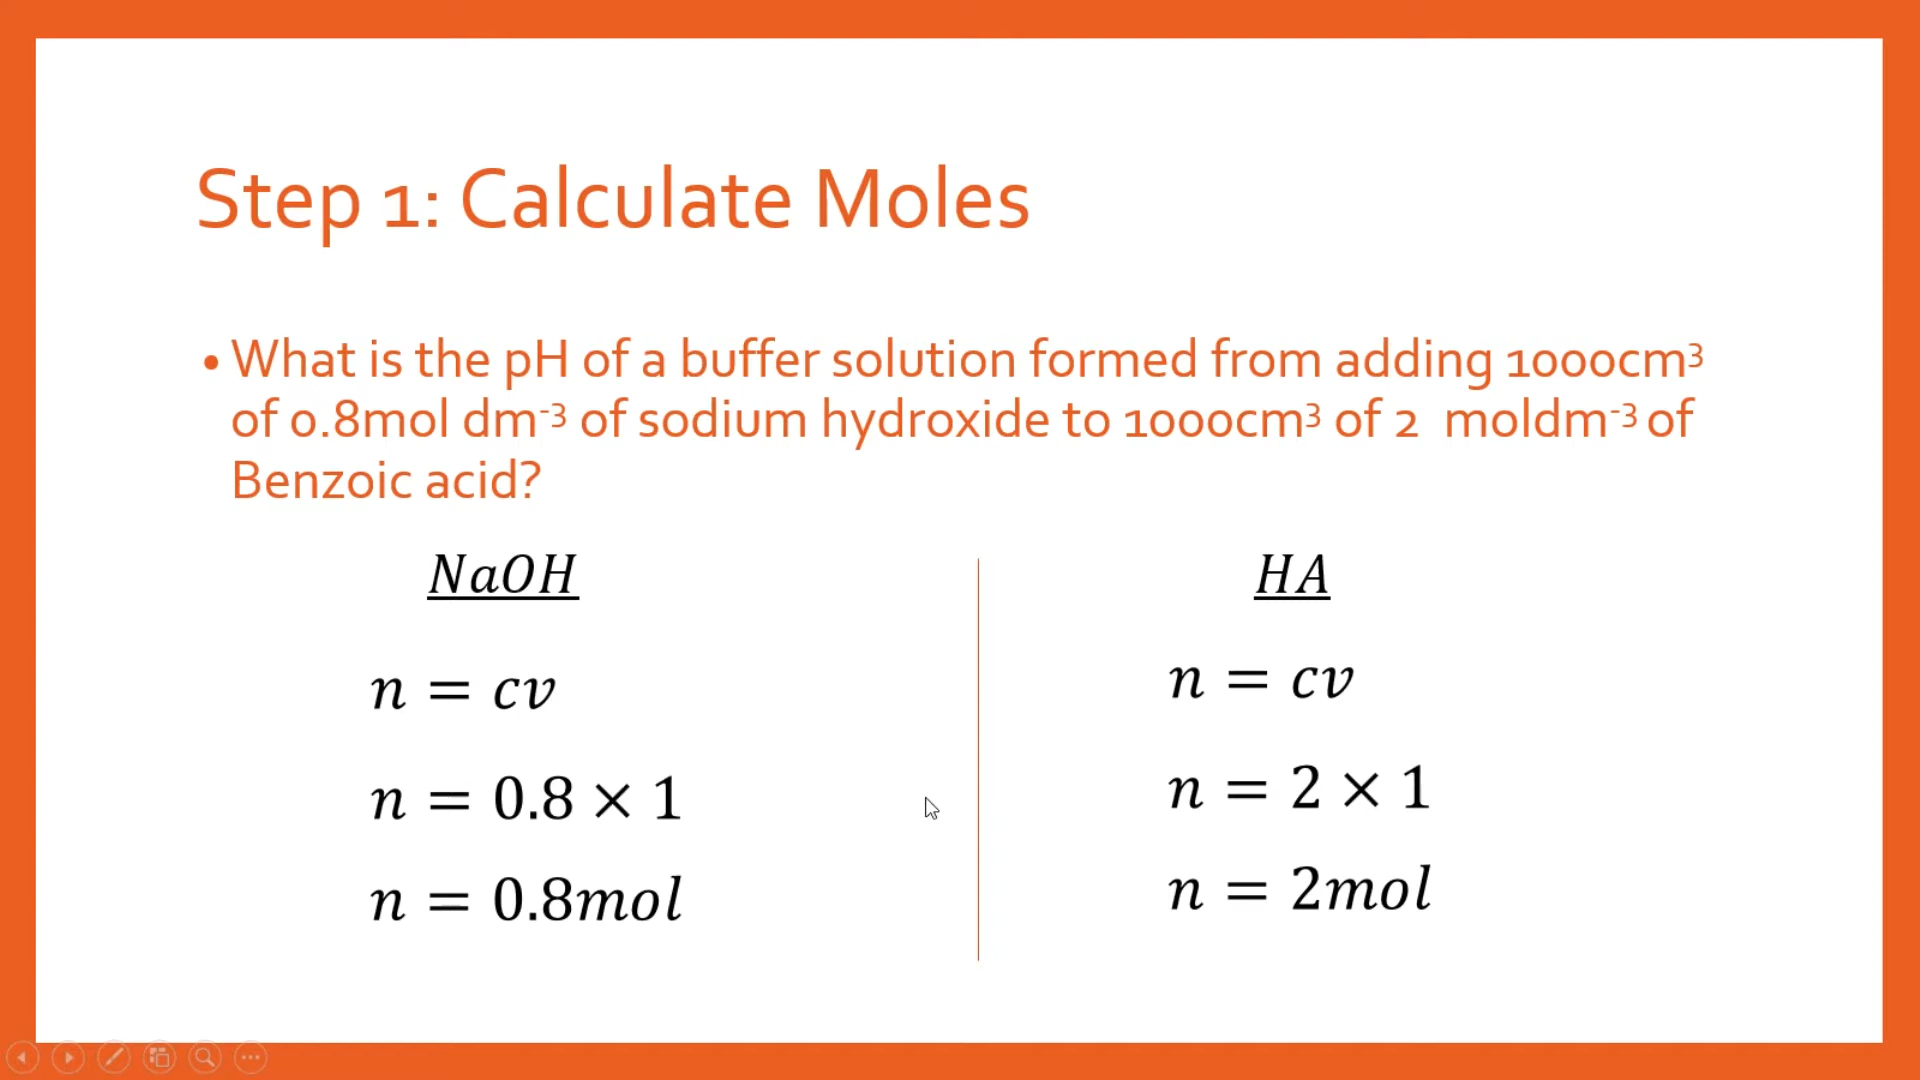 Step 1: Calculate Moles
• What is the pH of a buffer solution formed from adding 1000cm³
of 0.8mol dm⁻³ of sodium hydroxide to 1000cm³ of 2 moldm⁻³ of
Benzoic acid?
NaOH
n = cv
n = 0.8 × 1
n = 0.8mol
HA
n = cv
n = 2 × 1
n = 2mol